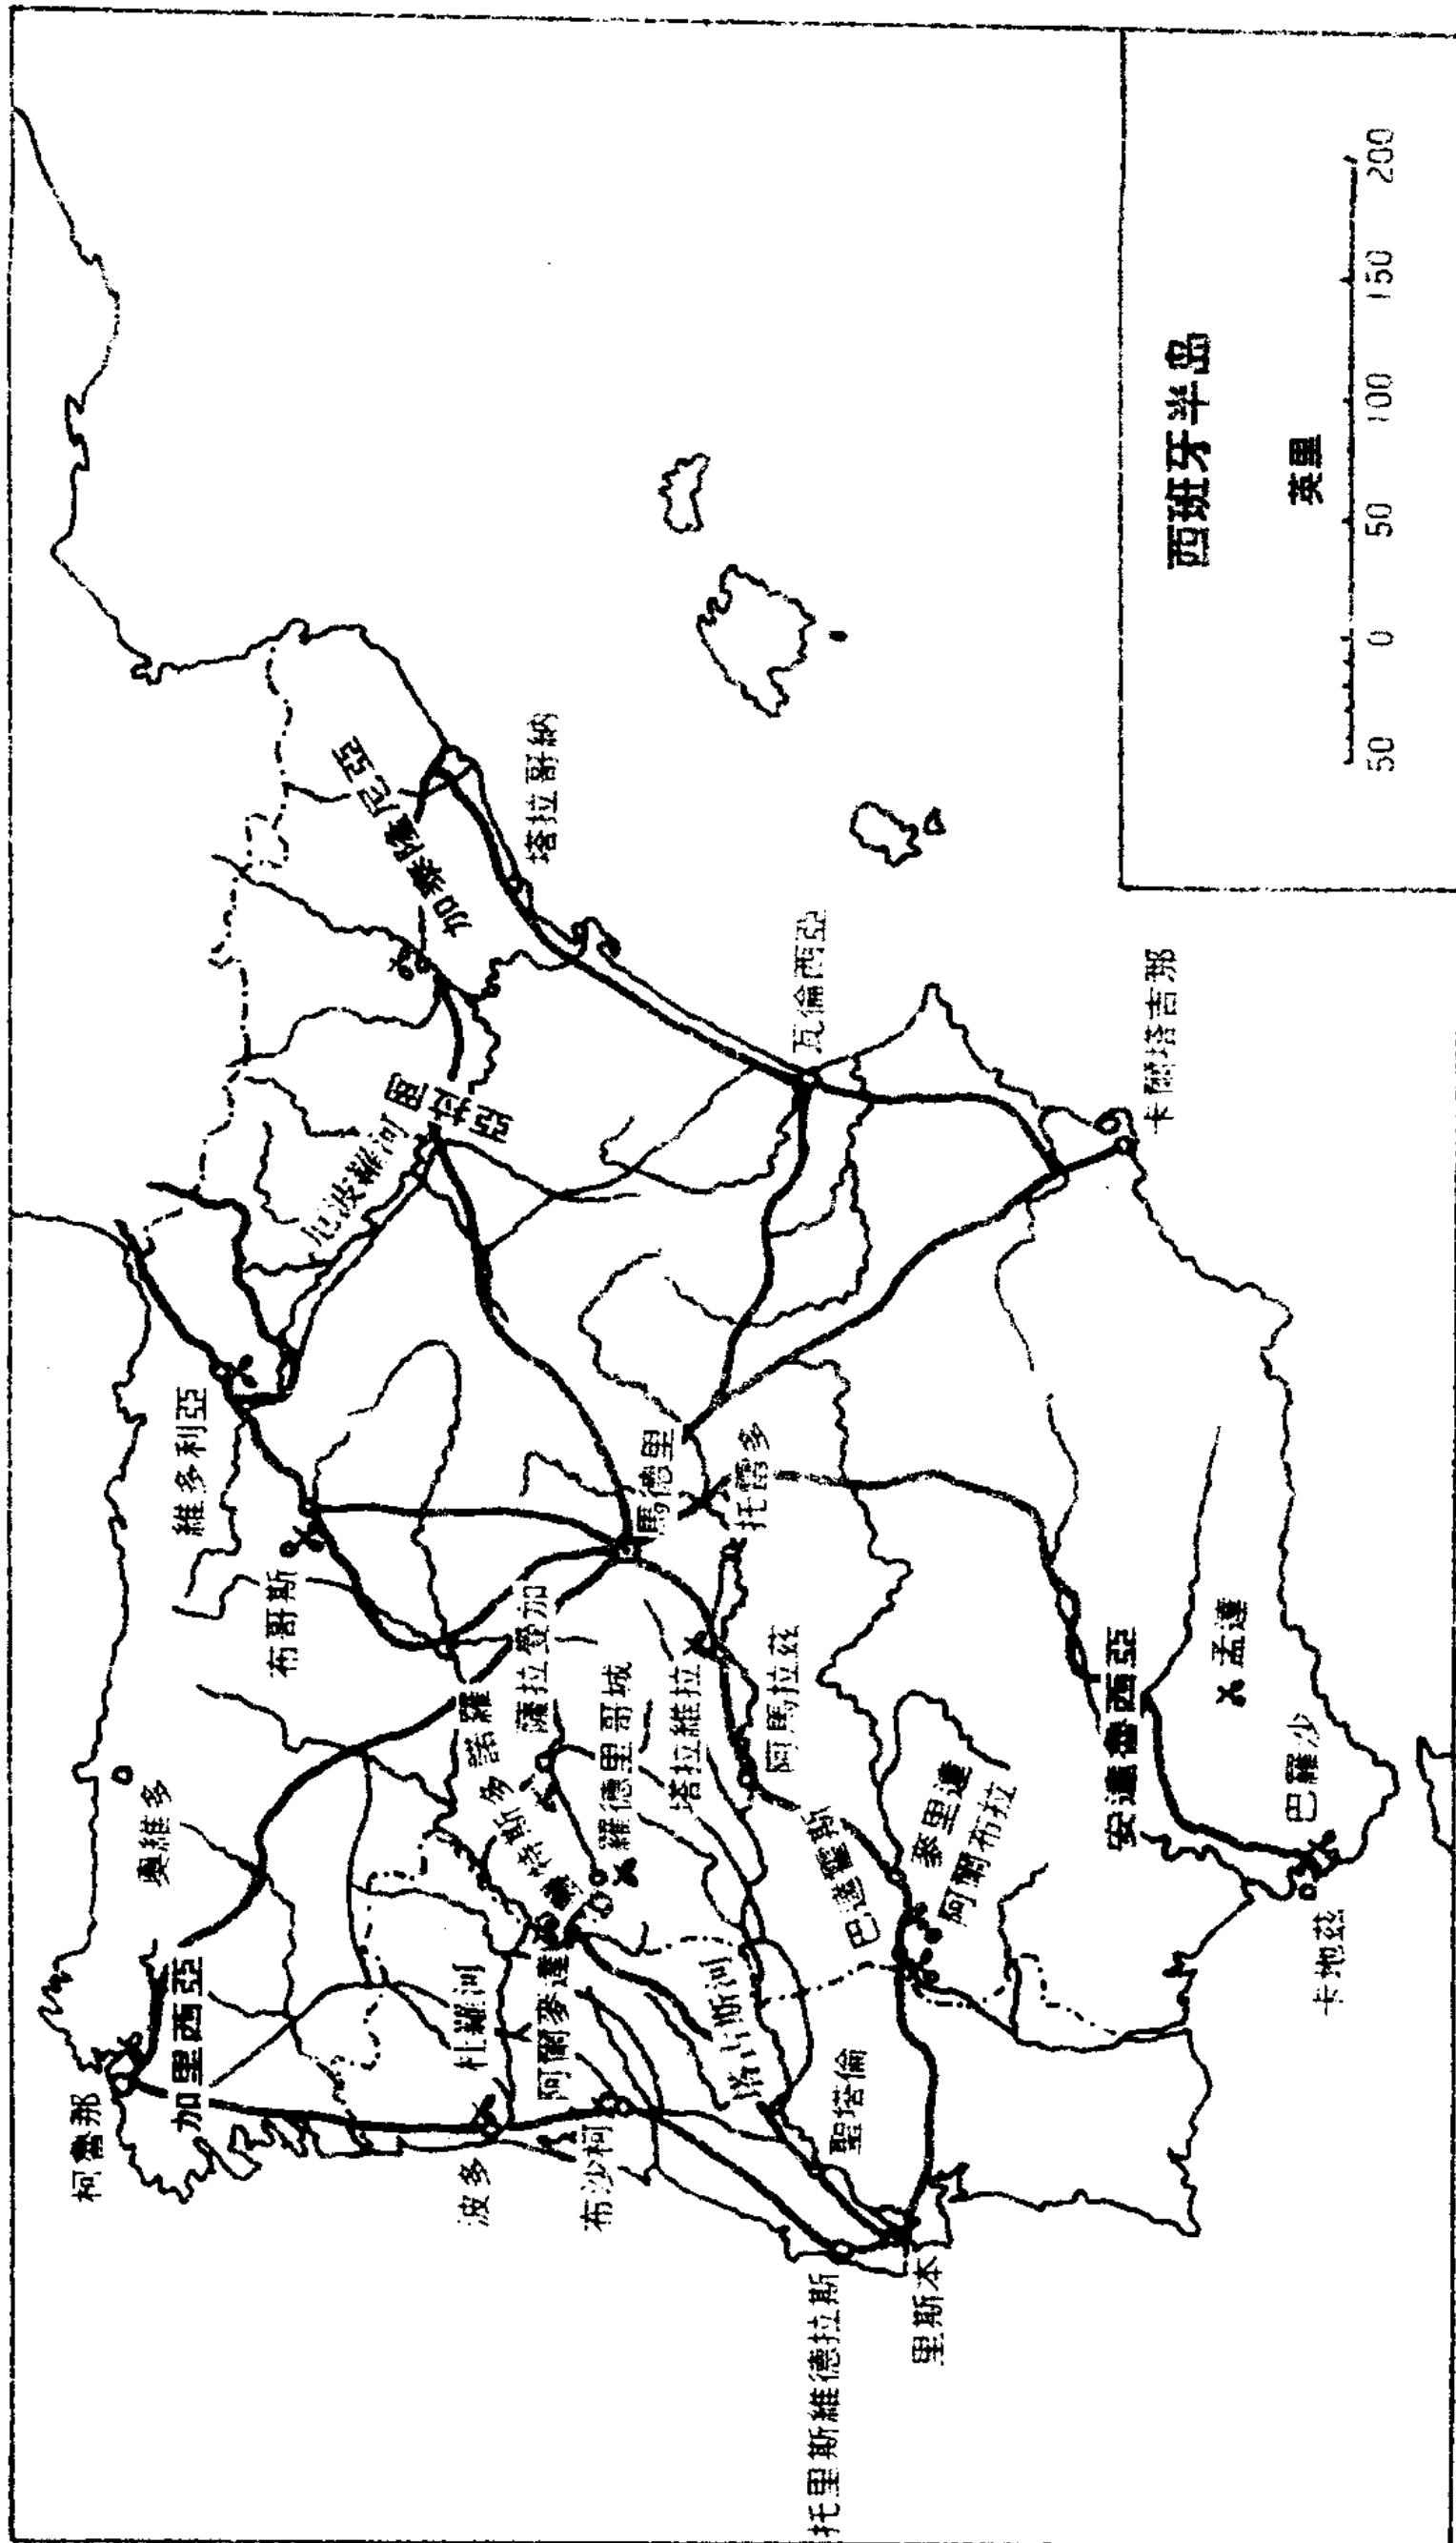 西班牙半岛
英里
50 0 50 100 150 200
柯魯那
加里西亞
奧維多
維多利亞
布哥斯
厄波羅河
亞拉岡
加泰隆尼亞
塔拉哥納
波多
杜羅河
諾羅
薩拉曼加
羅德里哥城
阿爾麥達
布沙柯
馬德里
托雷多
塔拉維拉
阿馬拉茲
瓦倫西亞
塔古斯河
聖塔倫
托里斯維德拉斯
里斯本
巴達霍斯
麥里達
阿爾布拉
卡爾塔吉那
安達魯西亞
孟達
巴羅沙
卡地茲